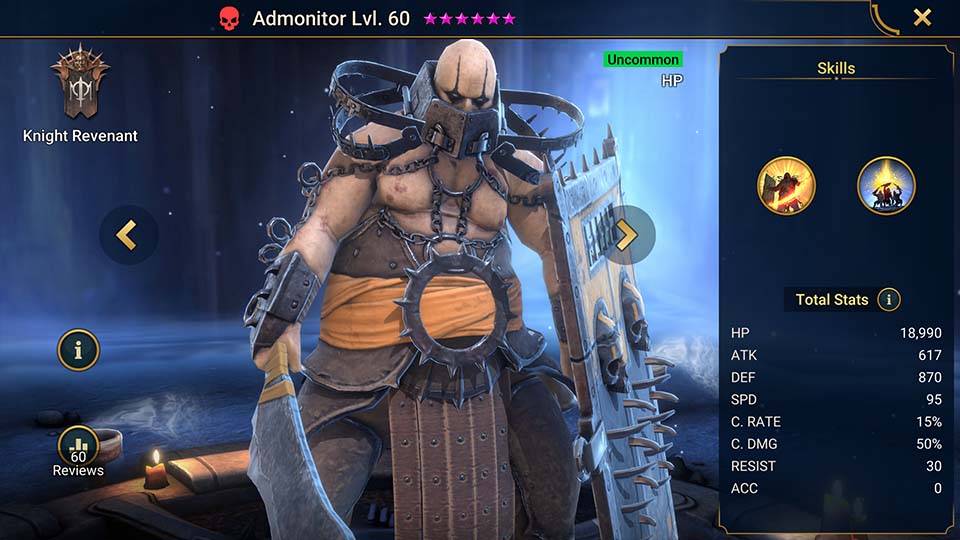 Admonitor Lvl. 60
Knight Revenant
Uncommon
HP
Skills
Total Stats i
HP 18,990
ATK 617
DEF 870
SPD 95
C. RATE 15%
C. DMG 50%
RESIST 30
ACC 0
i
60
Reviews